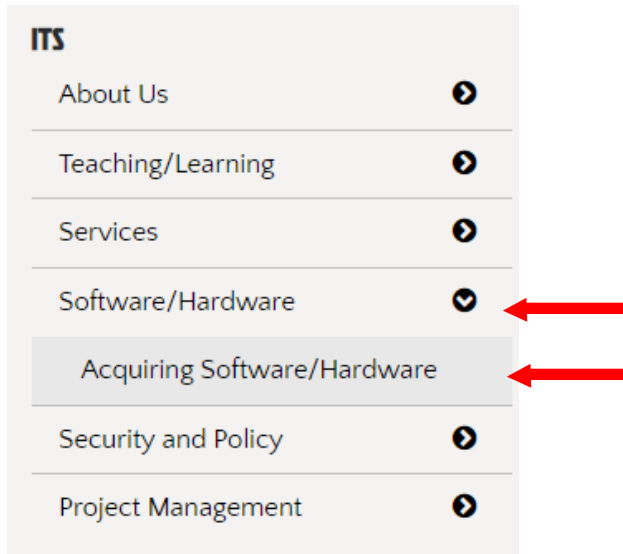 ITS
About Us
Teaching/Learning
Services
Software/Hardware
Acquiring Software/Hardware
Security and Policy
Project Management